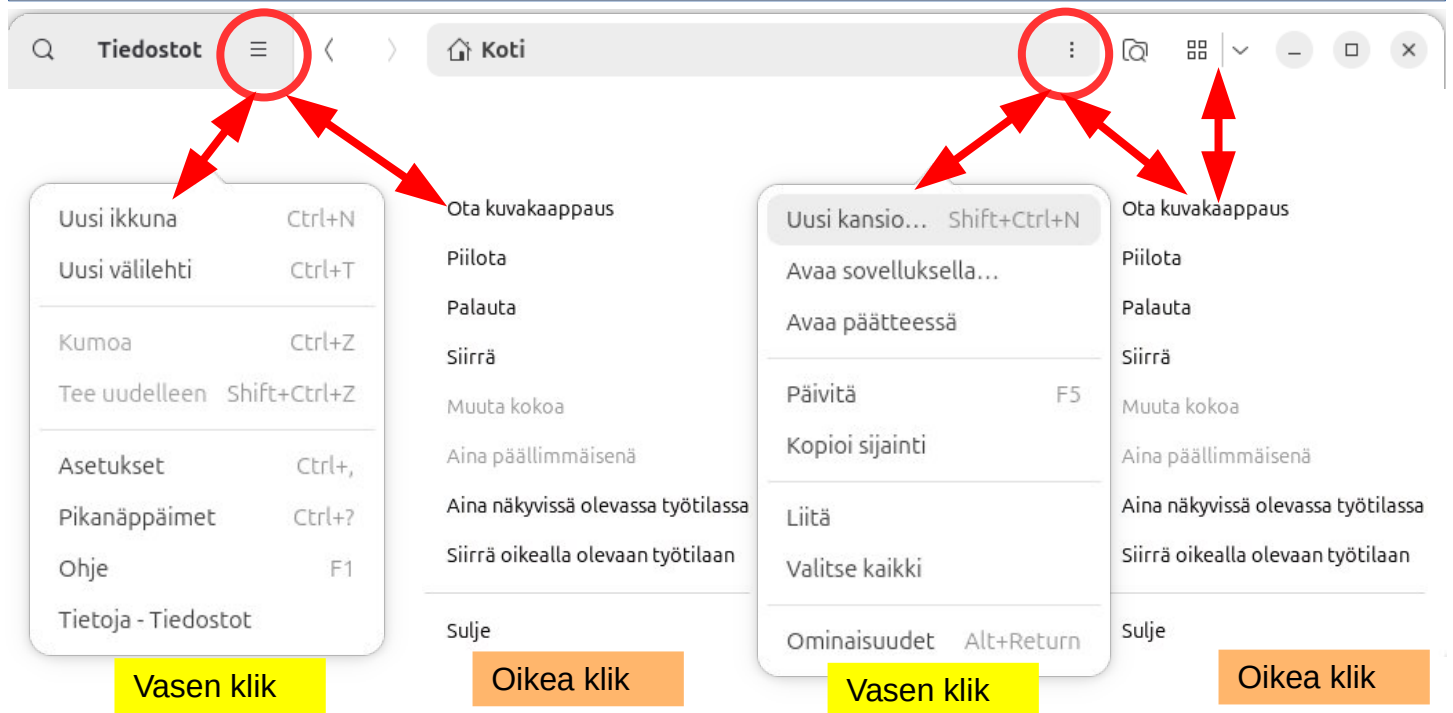 Tiedostot
Koti
Uusi ikkuna Ctrl+N
Uusi välilehti Ctrl+T
Kumoa Ctrl+Z
Tee uudelleen Shift+Ctrl+Z
Asetukset Ctrl+,
Pikanäppäimet Ctrl+?
Ohje F1
Tietoja - Tiedostot
Vasen klik
Ota kuvakaappaus
Piilota
Palauta
Siirrä
Muuta kokoa
Aina päällimmäisenä
Aina näkyvissä olevassa työtilassa
Siirrä oikealla olevaan työtilaan
Sulje
Oikea klik
Uusi kansio… Shift+Ctrl+N
Avaa sovelluksella…
Avaa päätteessä
Päivitä F5
Kopioi sijainti
Liitä
Valitse kaikki
Ominaisuudet Alt+Return
Vasen klik
Ota kuvakaappaus
Piilota
Palauta
Siirrä
Muuta kokoa
Aina päällimmäisenä
Aina näkyvissä olevassa työtilassa
Siirrä oikealla olevaan työtilaan
Sulje
Oikea klik